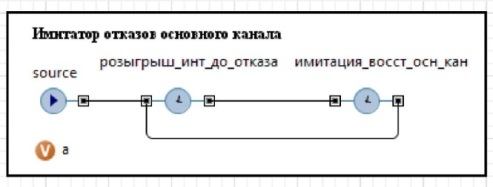 Имитатор отказов основного канала
source
розыгрыш_инт_до_отказа
имитация_восст_осн_кан
V a